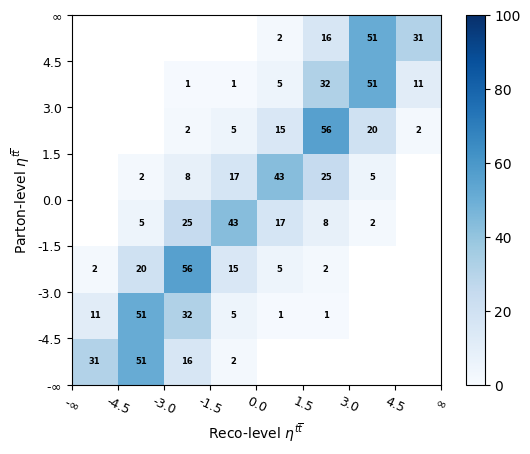 ∞
4.5
3.0
1.5
0.0
-1.5
-3.0
-4.5
-∞
Parton-level η^{tt̅}
2 16 51 31
1 1 5 32 51 11
2 5 15 56 20 2
2 8 17 43 25 5
5 25 43 17 8 2
2 20 56 15 5 2
11 51 32 5 1 1
31 51 16 2
-∞ -4.5 -3.0 -1.5 0.0 1.5 3.0 4.5 ∞
Reco-level η^{tt̅}
100
80
60
40
20
0